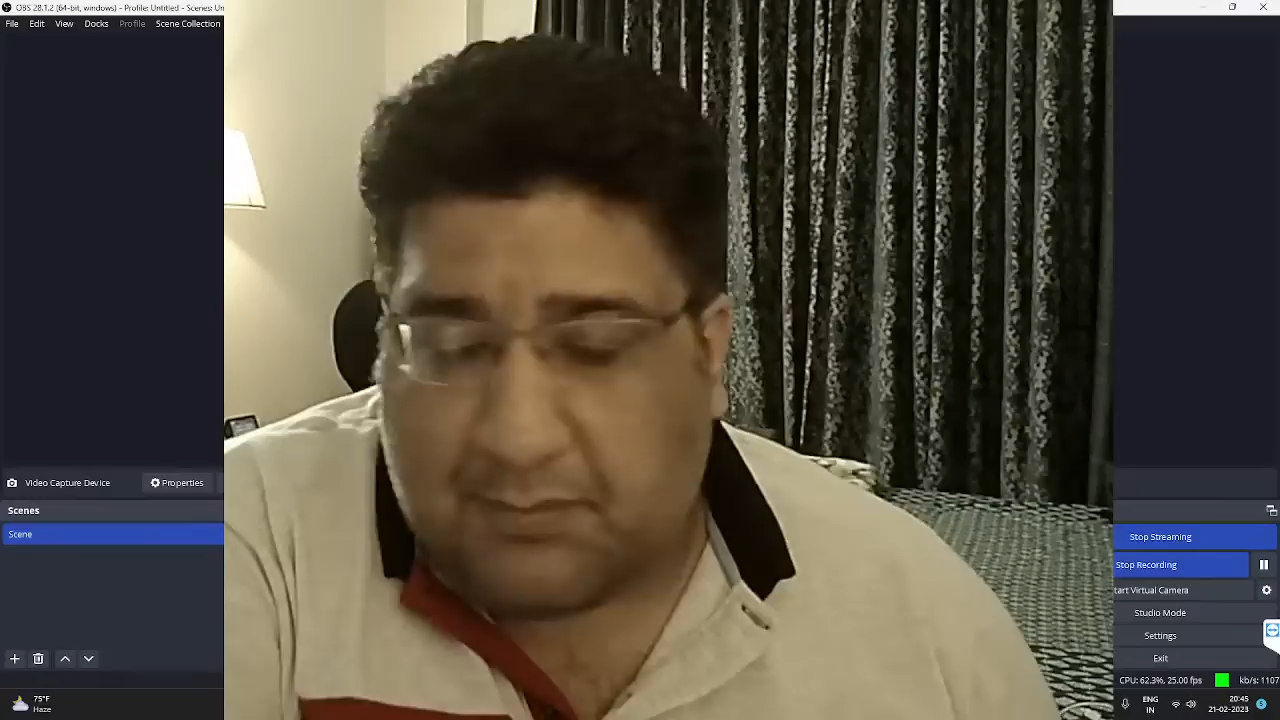 OBS 28.1.2 (64-bit, windows) - Profile: Untitled - Scenes: Un
File Edit View Docks Profile Scene Collection
Video Capture Device
Properties
Scenes
Scene
Stop Streaming
Stop Recording
tart Virtual Camera
Studio Mode
Settings
Exit
CPU: 62.3%, 25.00 fps
kb/s: 1107
75°F
Haze
ENG
IN
20:45
21-02-2023